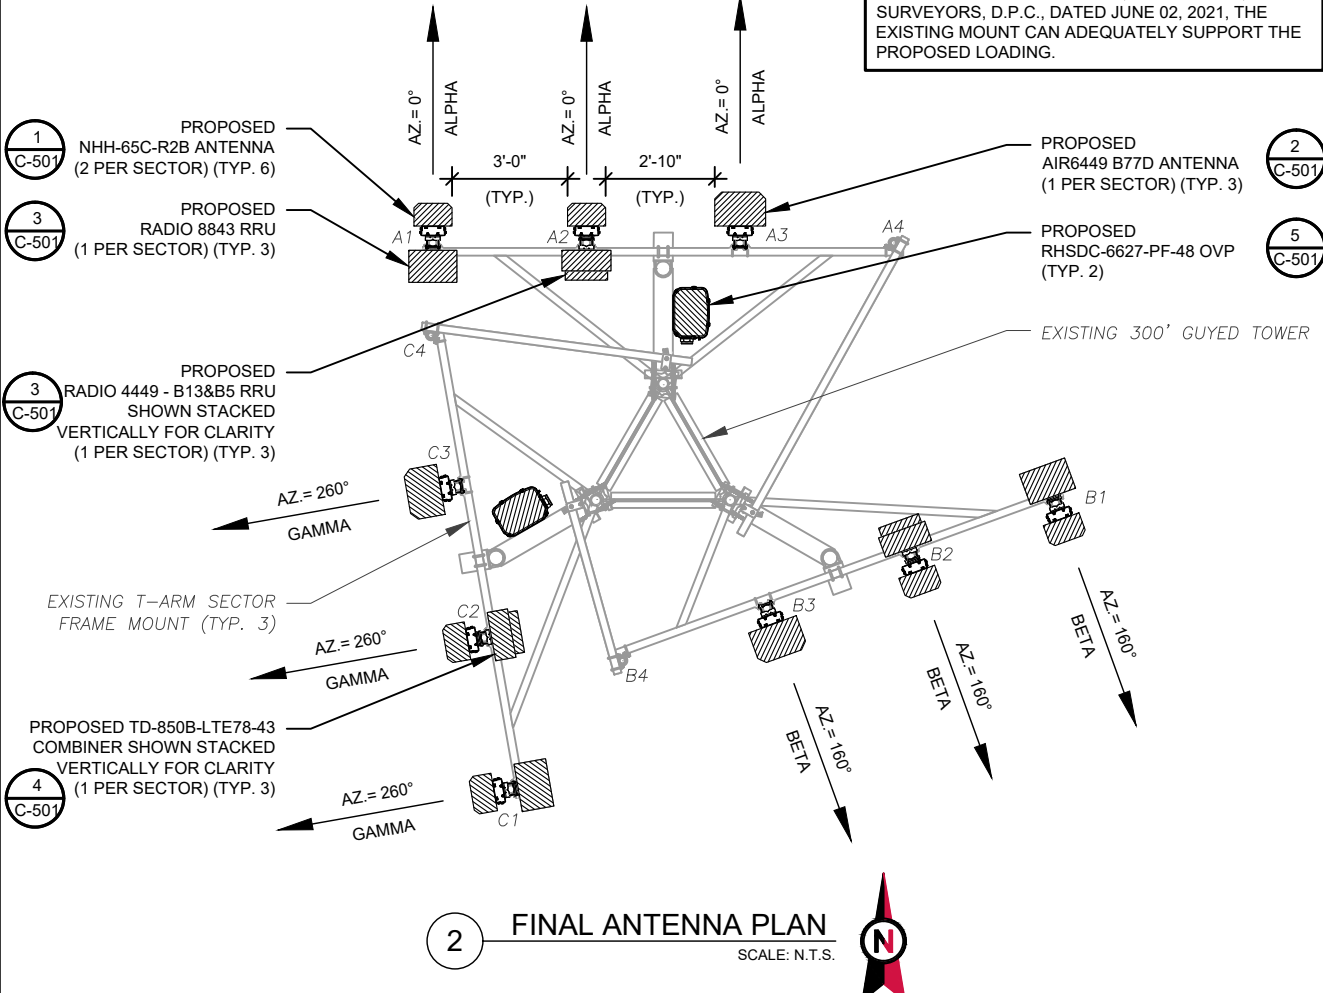 SURVEYORS, D.P.C., DATED JUNE 02, 2021, THE
EXISTING MOUNT CAN ADEQUATELY SUPPORT THE
PROPOSED LOADING.
AZ.= 0°
ALPHA
AZ.= 0°
ALPHA
AZ.= 0°
ALPHA
1
C-501
PROPOSED
NHH-65C-R2B ANTENNA
(2 PER SECTOR) (TYP. 6)
3'-0"
(TYP.)
2'-10"
(TYP.)
PROPOSED
AIR6449 B77D ANTENNA
(1 PER SECTOR) (TYP. 3)
2
C-501
3
C-501
PROPOSED
RADIO 8843 RRU
(1 PER SECTOR) (TYP. 3)
A1
A2
A3
A4
PROPOSED
RHSDC-6627-PF-48 OVP
(TYP. 2)
5
C-501
EXISTING 300' GUYED TOWER
C4
3
C-501
PROPOSED
RADIO 4449 - B13&B5 RRU
SHOWN STACKED
VERTICALLY FOR CLARITY
(1 PER SECTOR) (TYP. 3)
C3
AZ.= 260°
GAMMA
B1
B2
B3
B4
EXISTING T-ARM SECTOR
FRAME MOUNT (TYP. 3)
C2
AZ.= 260°
GAMMA
AZ.= 160°
BETA
AZ.= 160°
BETA
AZ.= 160°
BETA
PROPOSED TD-850B-LTE78-43
COMBINER SHOWN STACKED
VERTICALLY FOR CLARITY
(1 PER SECTOR) (TYP. 3)
4
C-501
AZ.= 260°
GAMMA
C1
2
FINAL ANTENNA PLAN
SCALE: N.T.S.
N